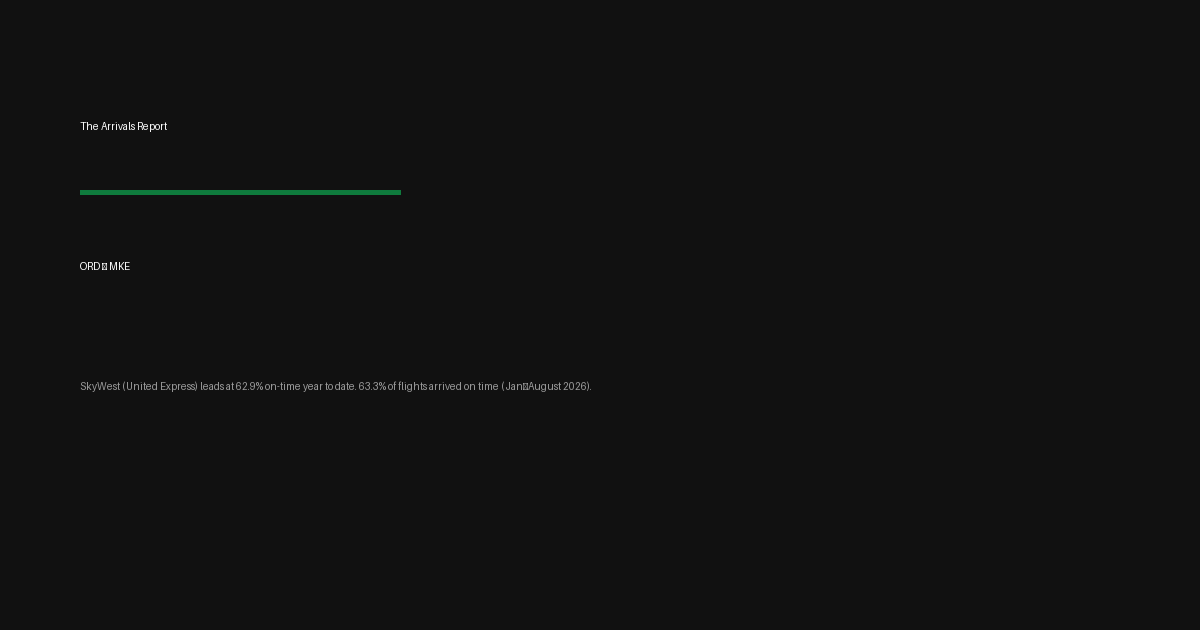 The Arrivals Report
ORD▯MKE
SkyWest (United Express) leads at 62.9% on-time year to date. 63.3% of flights arrived on time (Jan▯August 2026).